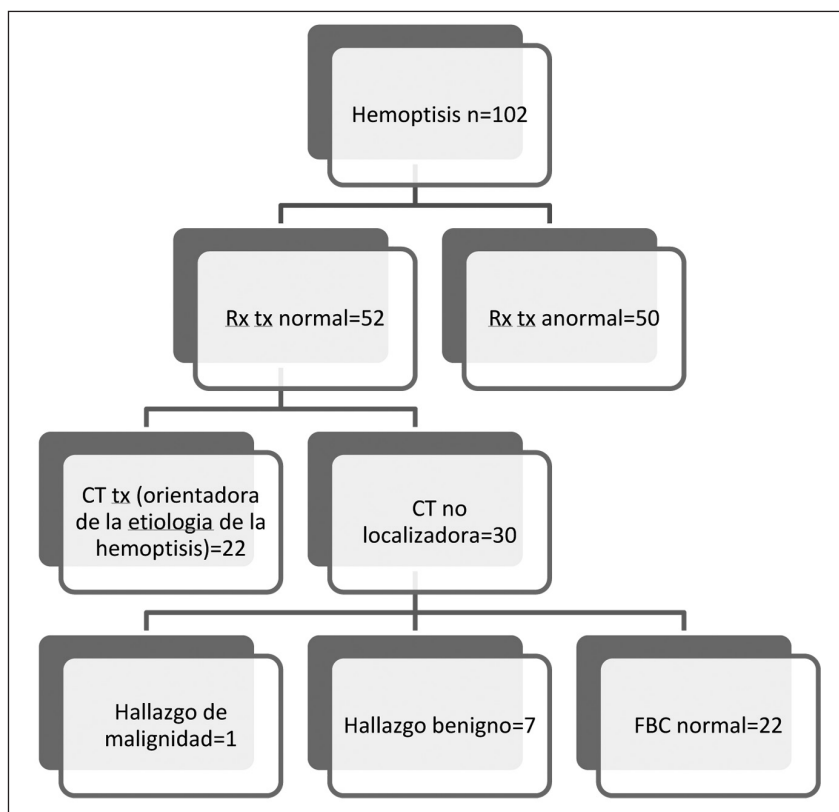 Hemoptisis n=102
Rx tx normal=52
Rx tx anormal=50
CT tx (orientadora
de la etiologia de la
hemoptisis)=22
CT no
localizadora=30
Hallazgo de
malignidad=1
Hallazgo benigno=7
FBC normal=22